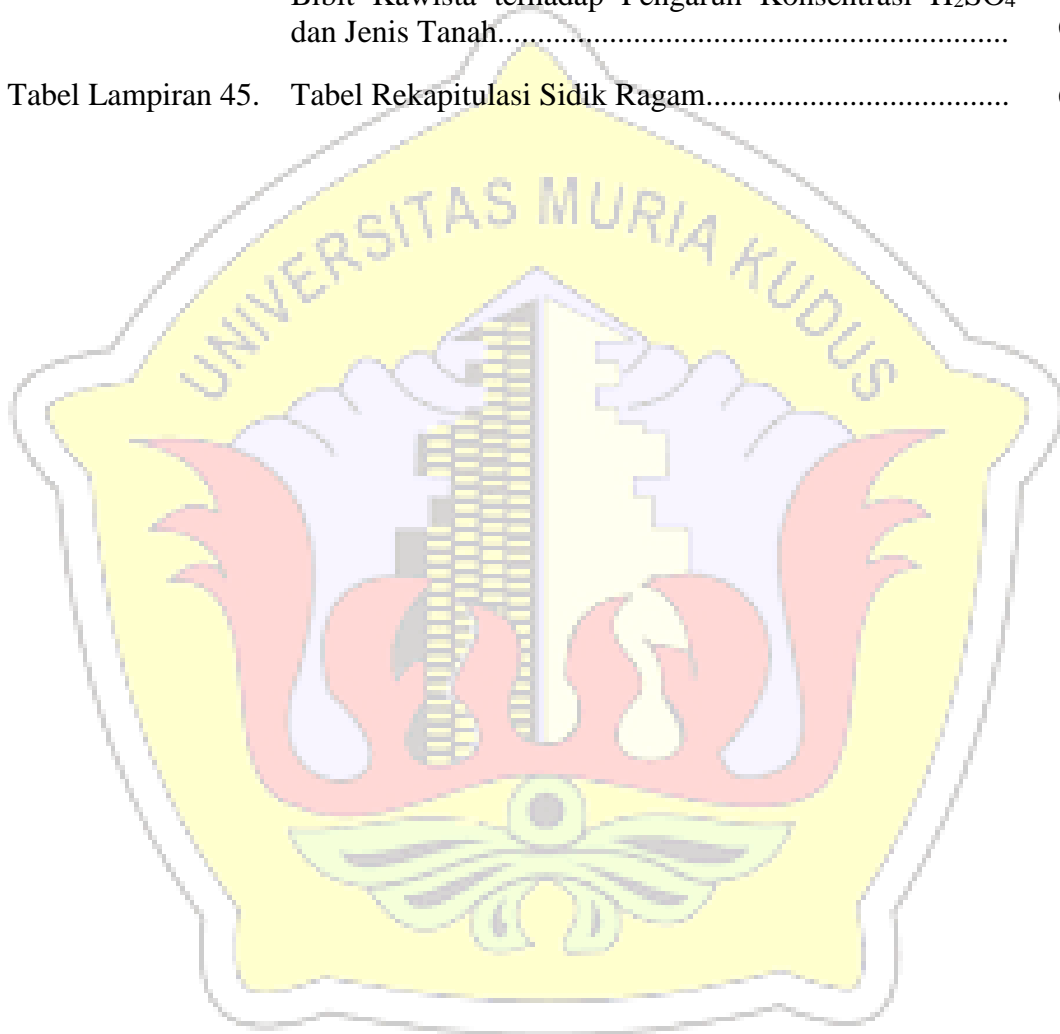 Bibit Kawista terhadap Pengaruh Konsentrasi H₂SO₄
dan Jenis Tanah................................................................
Tabel Lampiran 45. Tabel Rekapitulasi Sidik Ragam......................................
UNIVERSITAS MURIA KUDUS